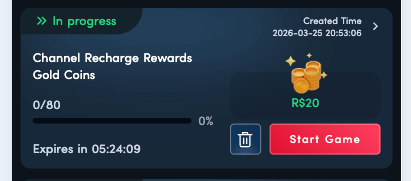 In progress
Created Time
2026-03-25 20:53:06
Channel Recharge Rewards
Gold Coins
R$20
0/80
0%
Expires in 05:24:09
Start Game